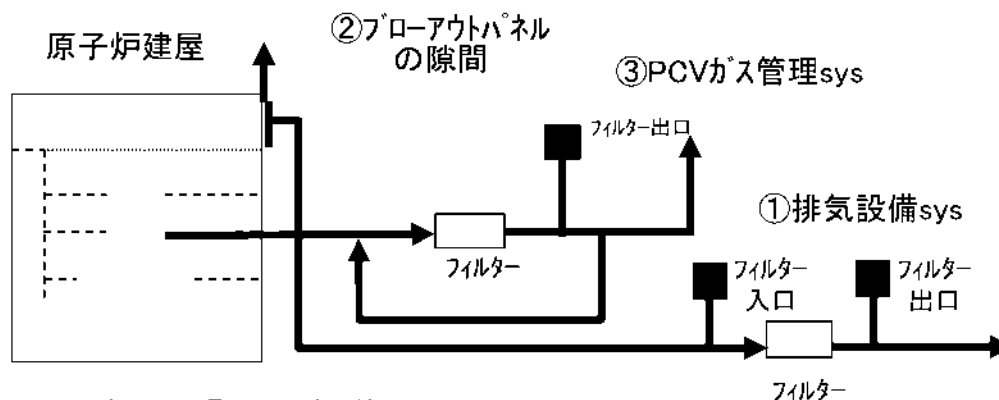 原子炉建屋
②ﾌﾞﾛｰｱｳﾄﾊﾟﾈﾙ
の隙間
③PCVｶﾞｽ管理sys
ﾌｨﾙﾀｰ出口
①排気設備sys
ﾌｨﾙﾀｰ
ﾌｨﾙﾀｰ
入口
ﾌｨﾙﾀｰ
出口
ﾌｨﾙﾀｰ